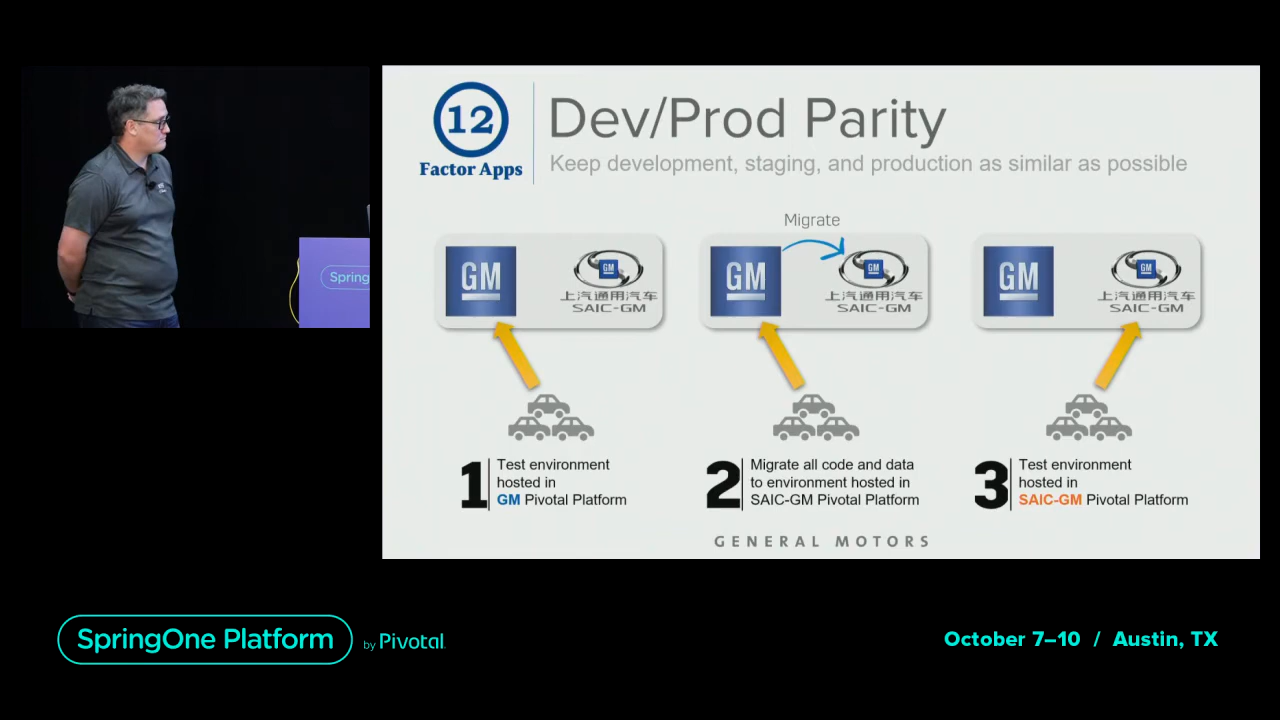 12
Factor Apps
Dev/Prod Parity
Keep development, staging, and production as similar as possible
Migrate
GM
GM
上汽通用汽车
SAIC-GM
GM
GM
上汽通用汽车
SAIC-GM
GM
GM
上汽通用汽车
SAIC-GM
1
Test environment
hosted in
GM Pivotal Platform
2
Migrate all code and data
to environment hosted in
SAIC-GM Pivotal Platform
3
Test environment
hosted in
SAIC-GM Pivotal Platform
GENERAL MOTORS
Spring
SpringOne Platform
by Pivotal
October 7–10 / Austin, TX